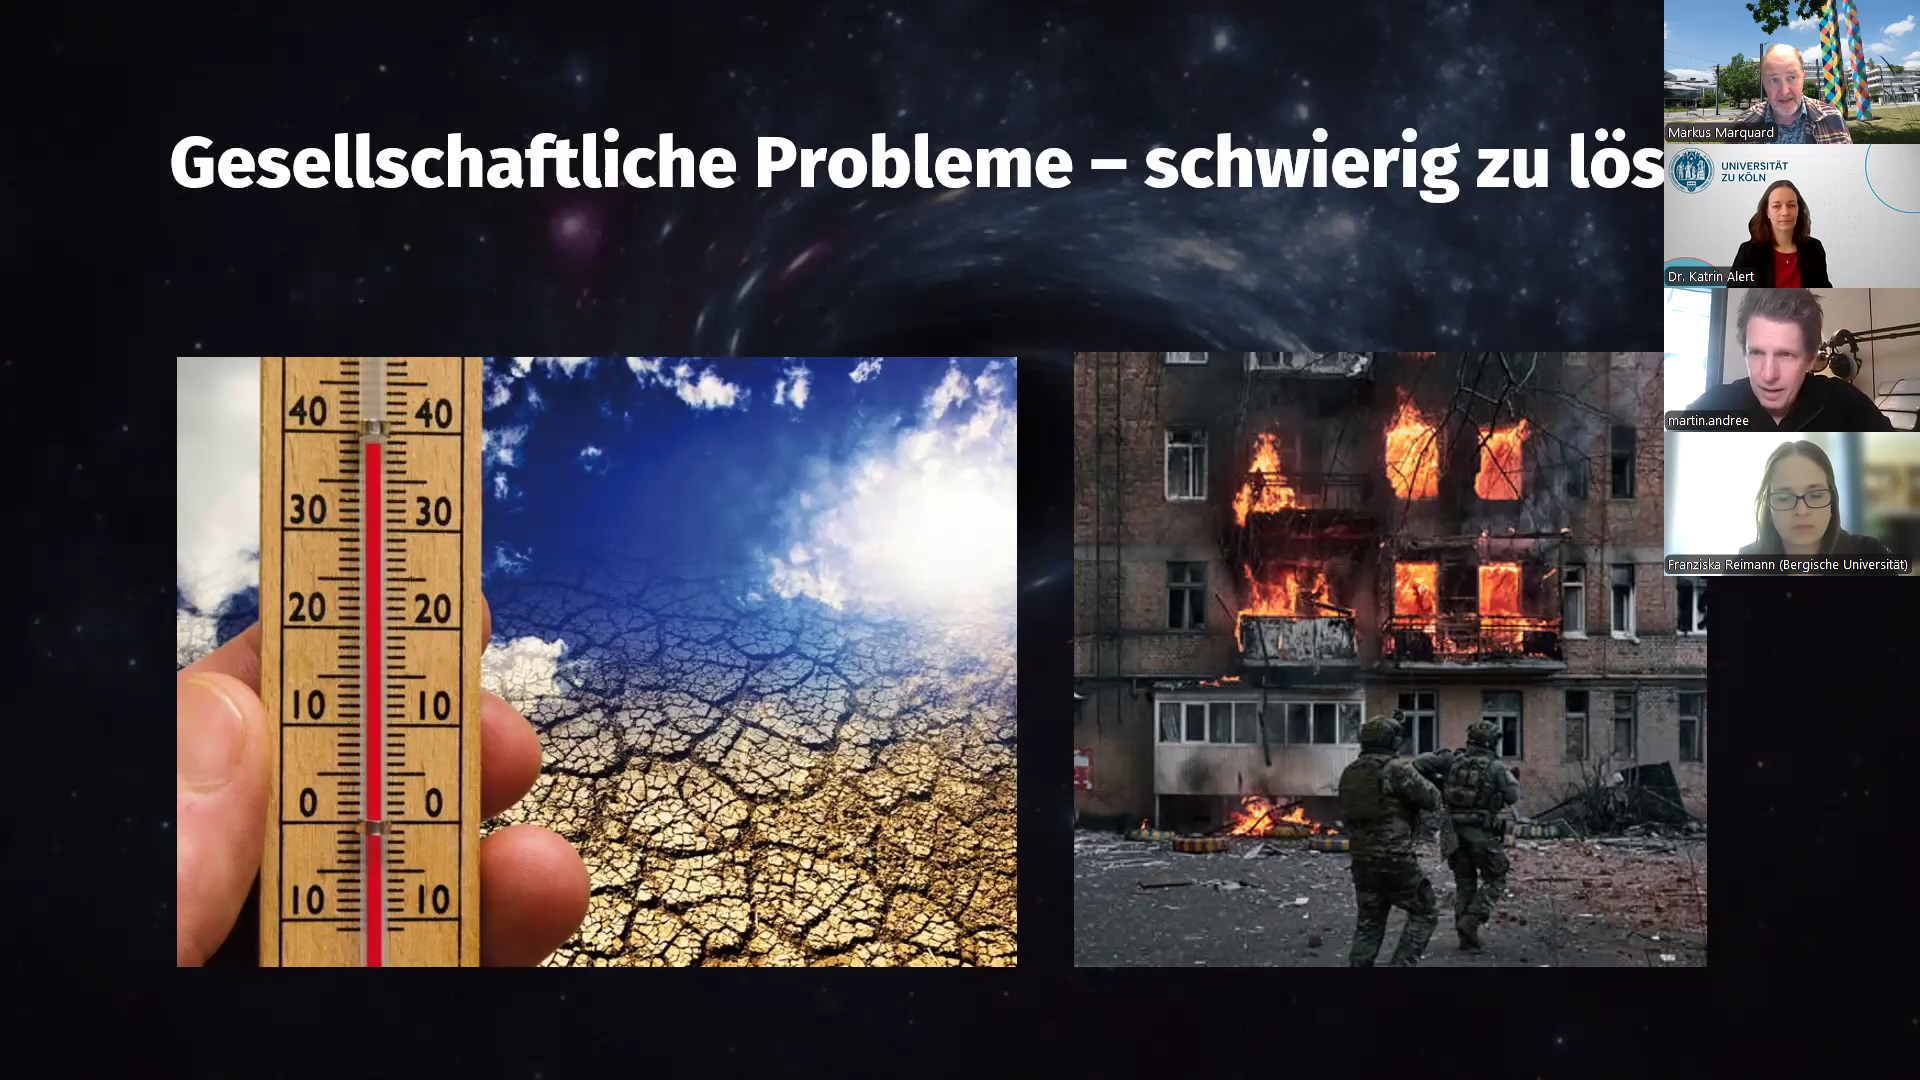 Gesellschaftliche Probleme – schwierig zu lös
40 40
30 30
20 20
10 10
0 0
10 10
Markus Marquard
UNIVERSITÄT
ZU KÖLN
Dr. Katrin Alert
martin.andree
Franziska Reimann (Bergische Universität)